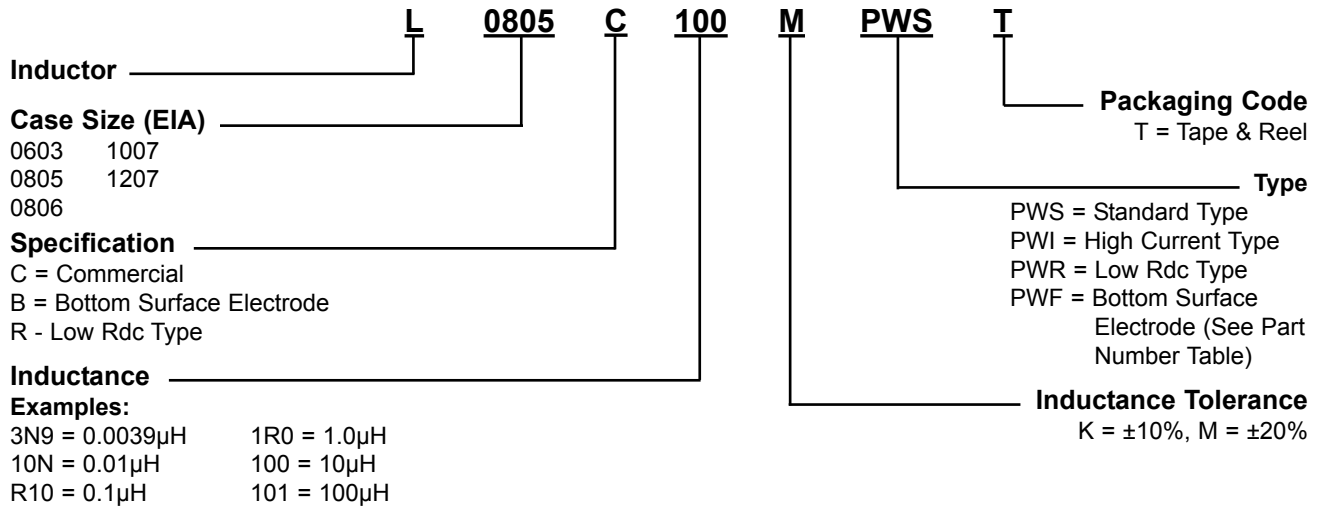 L 0805 C 100 M PWS T
Inductor
Case Size (EIA)
0603 1007
0805 1207
0806
Specification
C = Commercial
B = Bottom Surface Electrode
R - Low Rdc Type
Inductance
Examples:
3N9 = 0.0039µH 1R0 = 1.0µH
10N = 0.01µH 100 = 10µH
R10 = 0.1µH 101 = 100µH
Packaging Code
T = Tape & Reel
Type
PWS = Standard Type
PWI = High Current Type
PWR = Low Rdc Type
PWF = Bottom Surface
Electrode (See Part
Number Table)
Inductance Tolerance
K = ±10%, M = ±20%